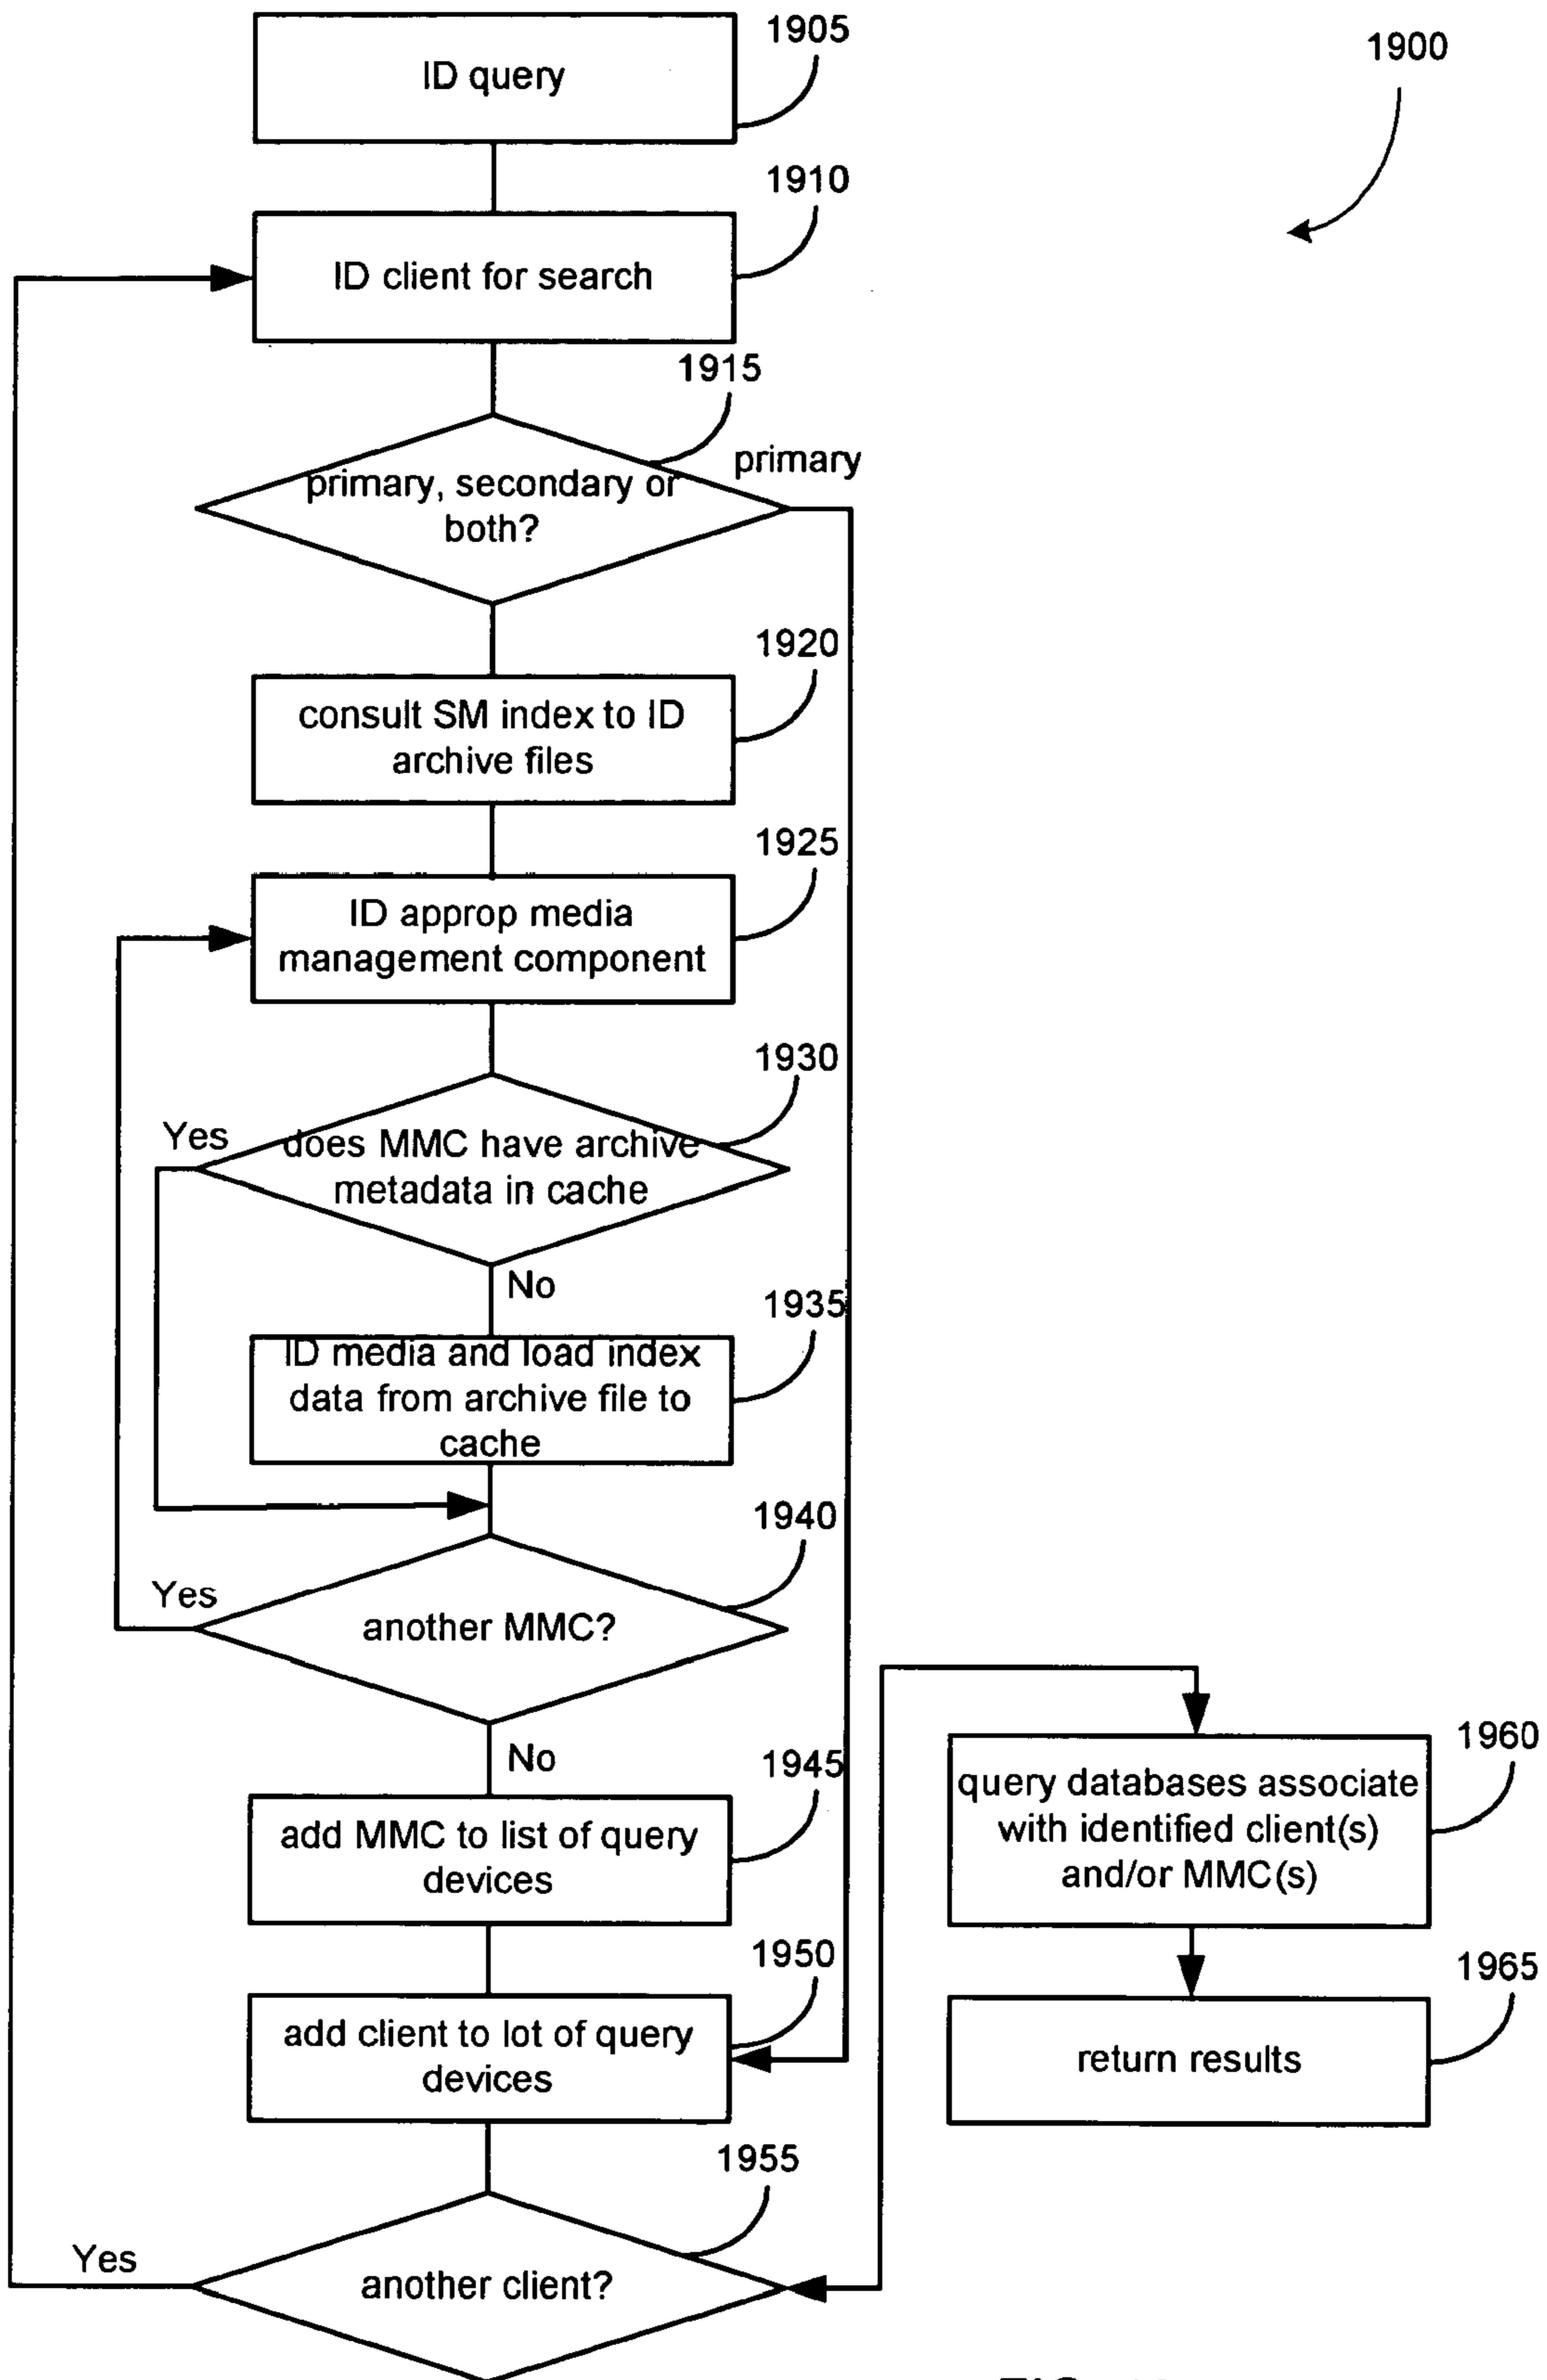 1905
ID query
1900
1910
ID client for search
1915
primary
primary, secondary or
both?
1920
consult SM index to ID
archive files
1925
ID approp media
management component
1930
Yes
does MMC have archive
metadata in cache
No
1935
ID media and load index
data from archive file to
cache
1940
Yes
another MMC?
No
1945
add MMC to list of query
devices
1950
add client to lot of query
devices
1955
Yes
another client?
1960
query databases associate
with identified client(s)
and/or MMC(s)
1965
return results